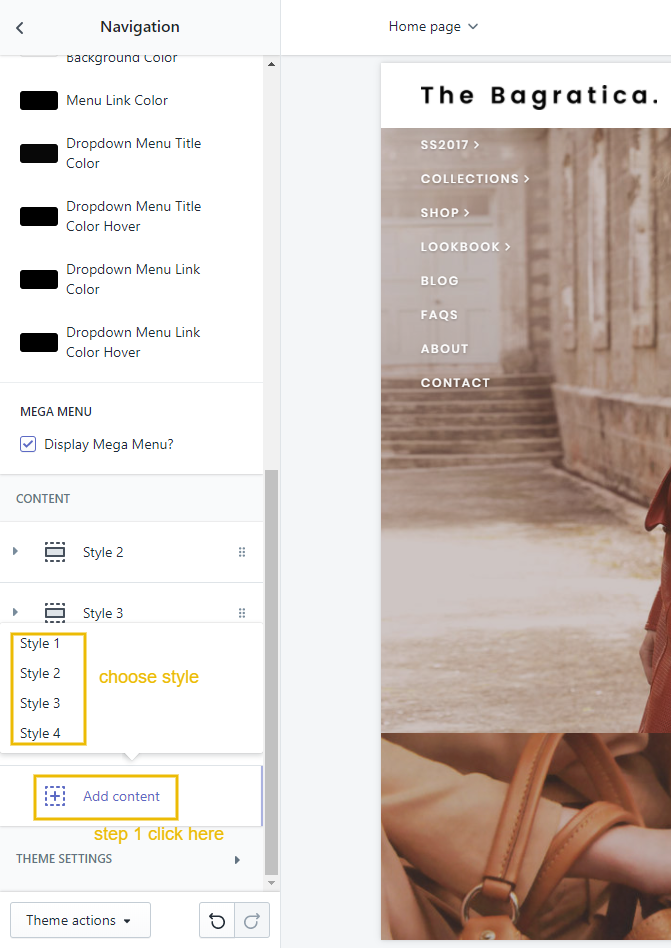 Navigation
Home page
Background Color
Menu Link Color
Dropdown Menu Title
Color
Dropdown Menu Title
Color Hover
Dropdown Menu Link
Color
Dropdown Menu Link
Color Hover
MEGA MENU
Display Mega Menu?
CONTENT
Style 2
Style 3
Style 1
Style 2
Style 3
Style 4
choose style
Add content
step 1 click here
THEME SETTINGS
Theme actions
The Bagratica.
SS2017
COLLECTIONS
SHOP
LOOKBOOK
BLOG
FAQS
ABOUT
CONTACT